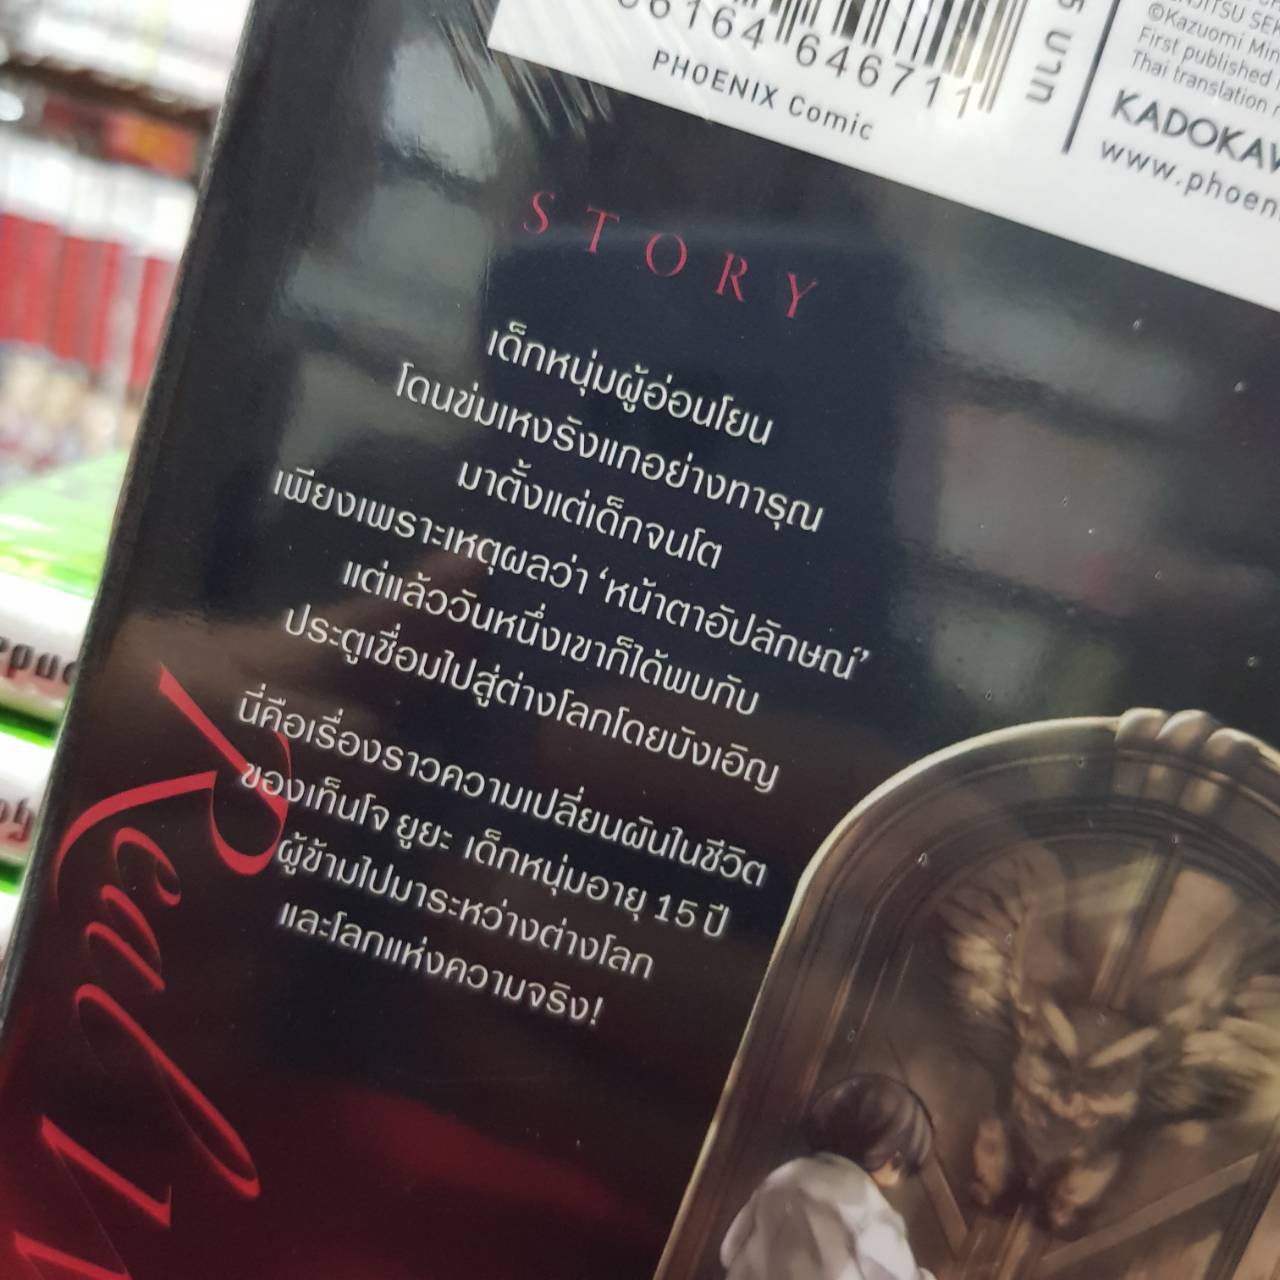 646711
PHOENIX Comic
บาท
©Kazuomi Min
First published
Thai translation
KADOKAW
www.phoen
STORY
เด็กหนุ่มผู้อ่อนโยน
โดนข่มเหงรังแกอย่างทารุณ
มาตั้งแต่เด็กจนโต
เพียงเพราะเหตุผลว่า ‘หน้าตาอัปลักษณ์’
แต่แล้ววันหนึ่งเขาก็ได้พบกับ
ประตูเชื่อมไปสู่ต่างโลกโดยบังเอิญ
นี่คือเรื่องราวความเปลี่ยนผันในชีวิต
ของเท็นโจ ยูยะ เด็กหนุ่มอายุ 15 ปี
ผู้ข้ามไปมาระหว่างต่างโลก
และโลกแห่งความจริง!
Real